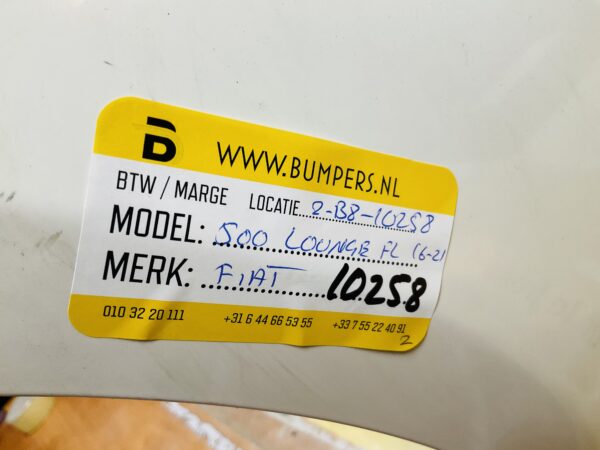 B
WWW.BUMPERS.NL
BTW / MARGE LOCATIE 2-B8-10258
MODEL: 500 LOUNGE FL 16-21
MERK: FIAT 10258
010 32 20 111 +31 6 44 66 53 55 +33 7 55 22 40 91
2